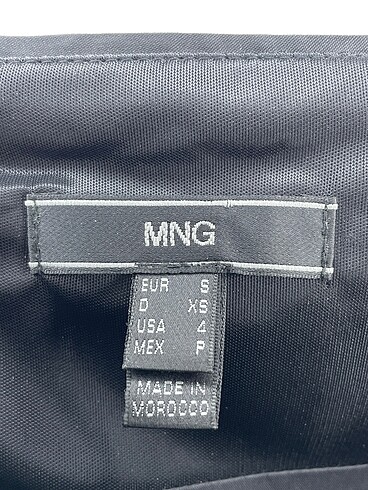 MNG
EUR S
D XS
USA 4
MEX P
MADE IN
MOROCCO